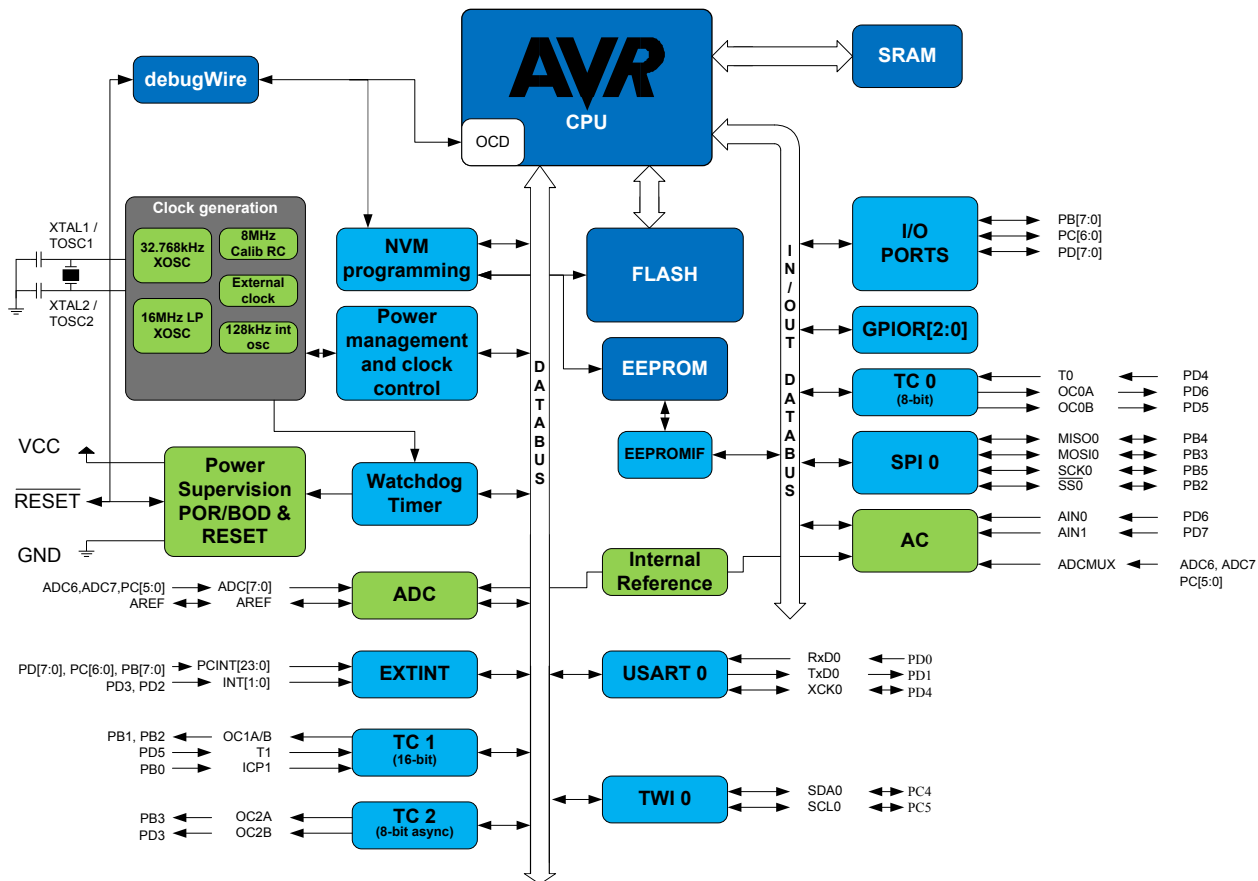 AVR
CPU
OCD
SRAM
debugWire
Clock generation
XTAL1 /
TOSC1
32.768kHz
XOSC
8MHz
Calib RC
External
clock
XTAL2 /
TOSC2
16MHz LP
XOSC
128kHz int
osc
NVM
programming
Power
management
and clock
control
FLASH
EEPROM
EEPROMIF
I/O
PORTS
PB[7:0]
PC[6:0]
PD[7:0]
GPIOR[2:0]
TC 0
(8-bit)
T0 PD4
OC0A PD6
OC0B PD5
SPI 0
MISO0 PB4
MOSI0 PB3
SCK0 PB5
SS0 PB2
AC
AIN0 PD6
AIN1 PD7
ADCMUX ADC6, ADC7
PC[5:0]
IN/OUT DATABUS
DATABUS
VCC
RESET
GND
Power
Supervision
POR/BOD &
RESET
Watchdog
Timer
Internal
Reference
ADC6,ADC7,PC[5:0] ADC[7:0]
AREF AREF
ADC
PD[7:0], PC[6:0], PB[7:0] PCINT[23:0]
PD3, PD2 INT[1:0]
EXTINT
USART 0
RxD0 PD0
TxD0 PD1
XCK0 PD4
PB1, PB2 OC1A/B
PD5 T1
PB0 ICP1
TC 1
(16-bit)
TWI 0
SDA0 PC4
SCL0 PC5
PB3 OC2A
PD3 OC2B
TC 2
(8-bit async)